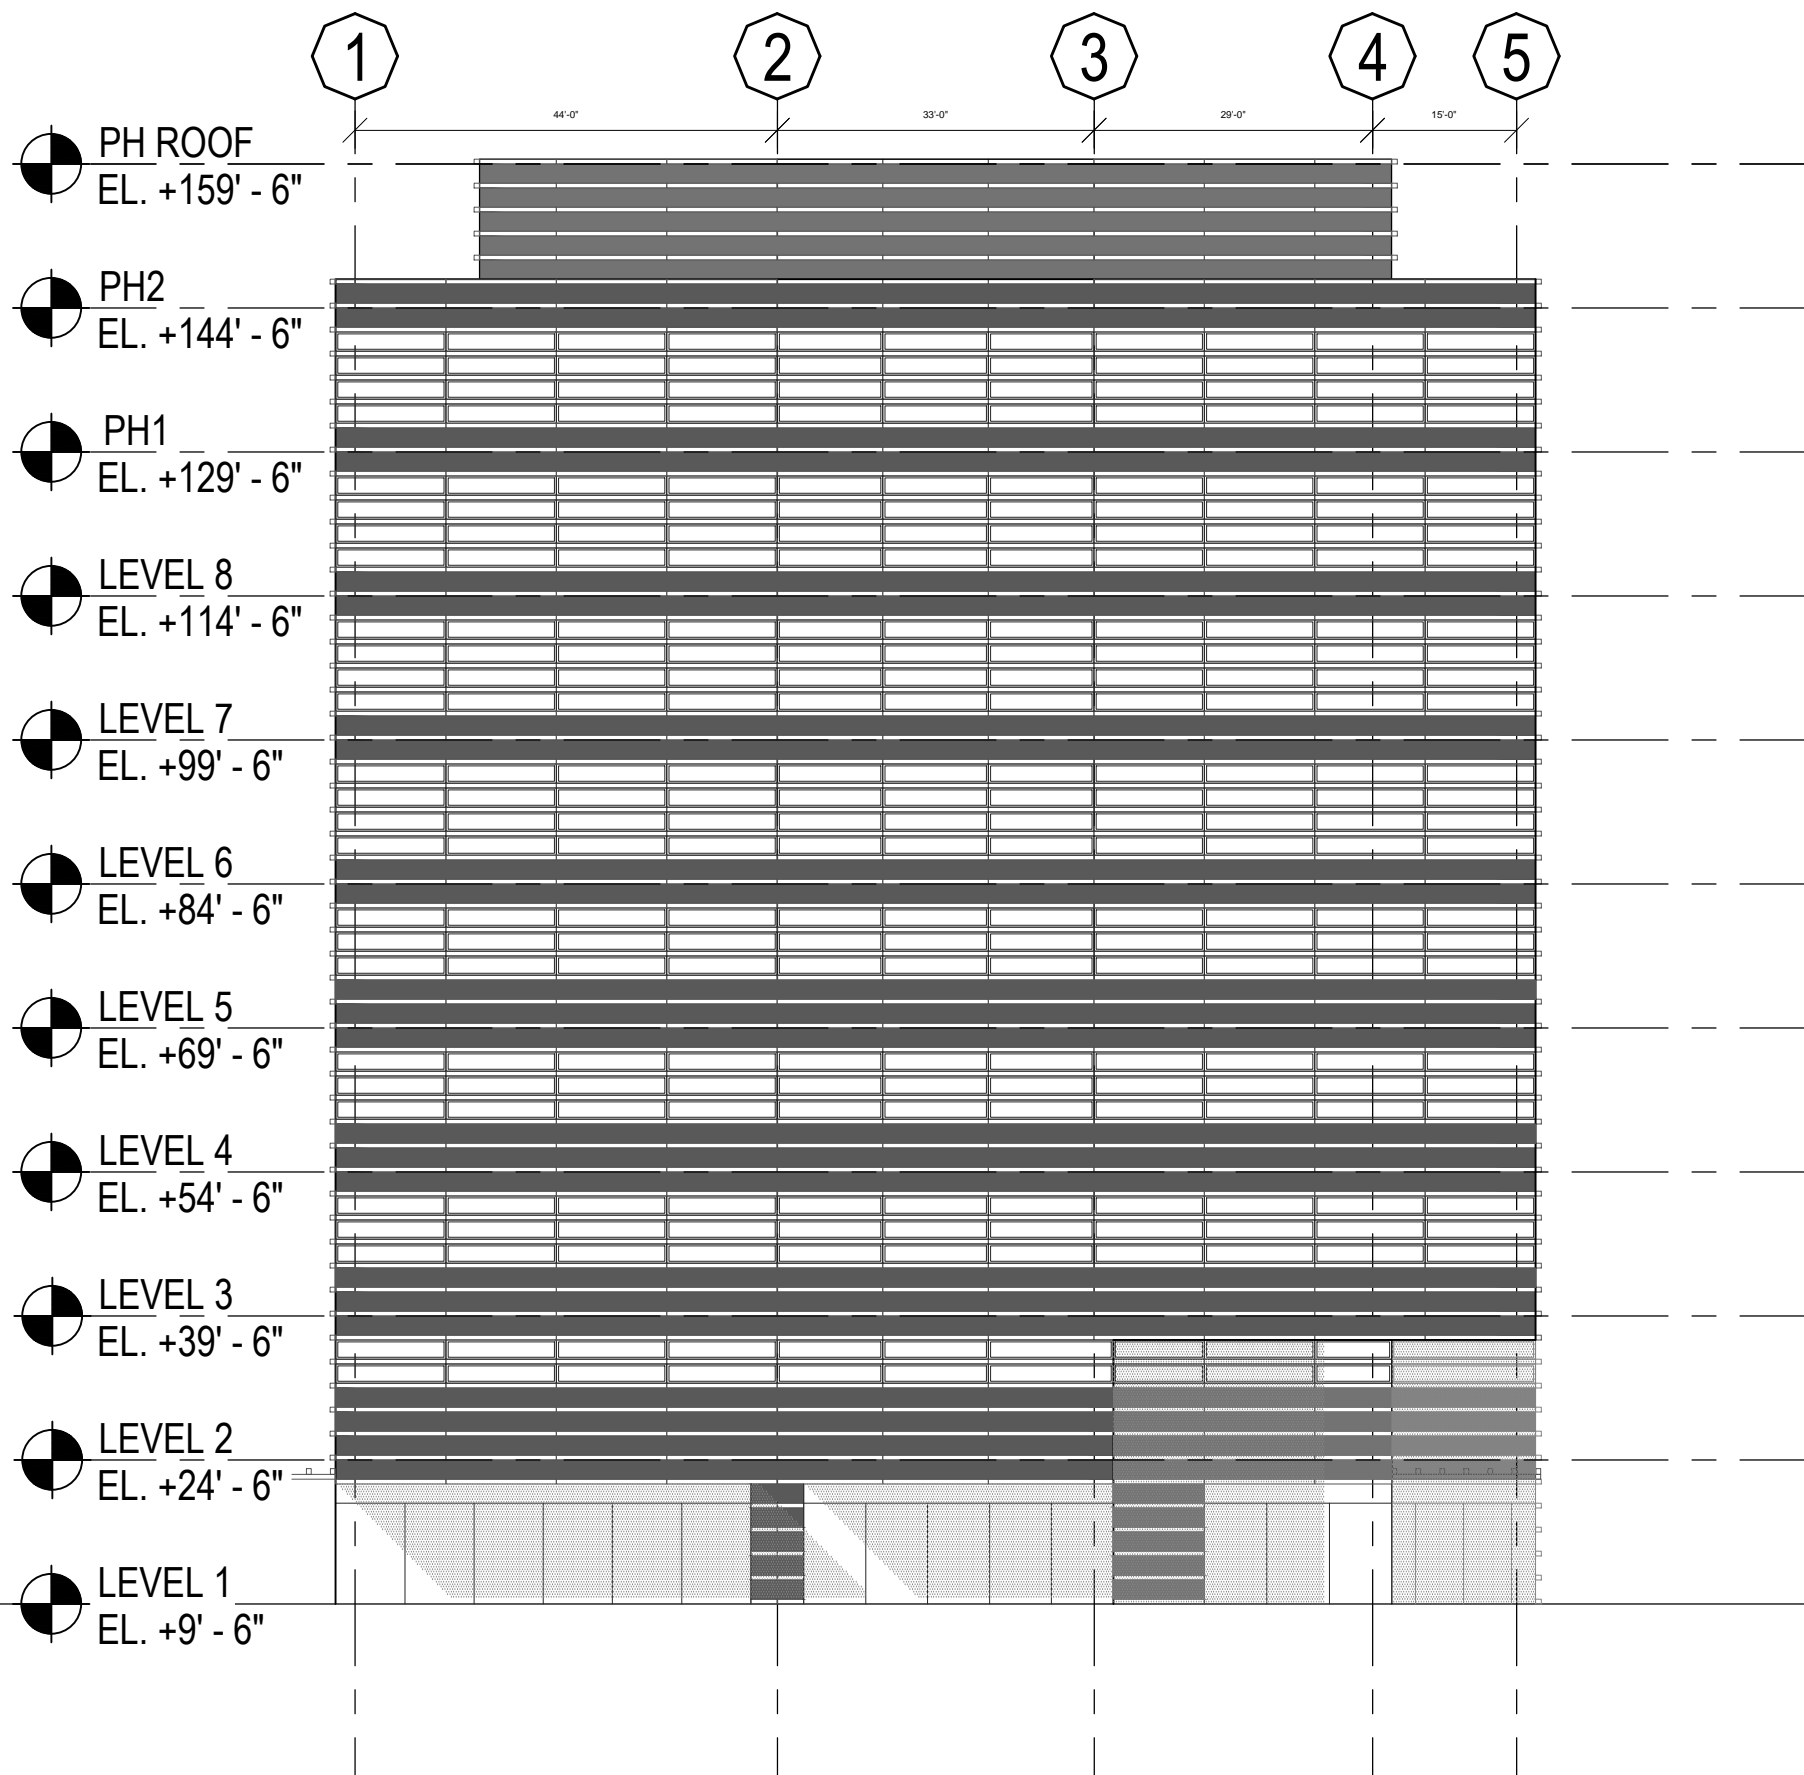 1 2 3 4 5
44'-0" 33'-0" 29'-0" 15'-0"
PH ROOF
EL. +159' - 6"
PH2
EL. +144' - 6"
PH1
EL. +129' - 6"
LEVEL 8
EL. +114' - 6"
LEVEL 7
EL. +99' - 6"
LEVEL 6
EL. +84' - 6"
LEVEL 5
EL. +69' - 6"
LEVEL 4
EL. +54' - 6"
LEVEL 3
EL. +39' - 6"
LEVEL 2
EL. +24' - 6"
LEVEL 1
EL. +9' - 6"